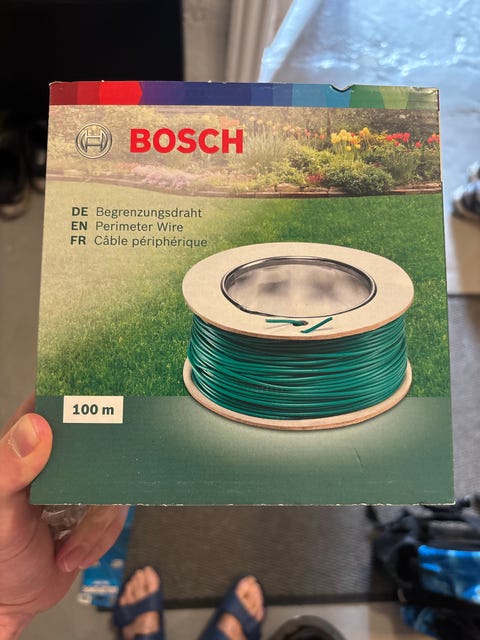 BOSCH
DE Begrenzungsdraht
EN Perimeter Wire
FR Câble périphérique
100 m